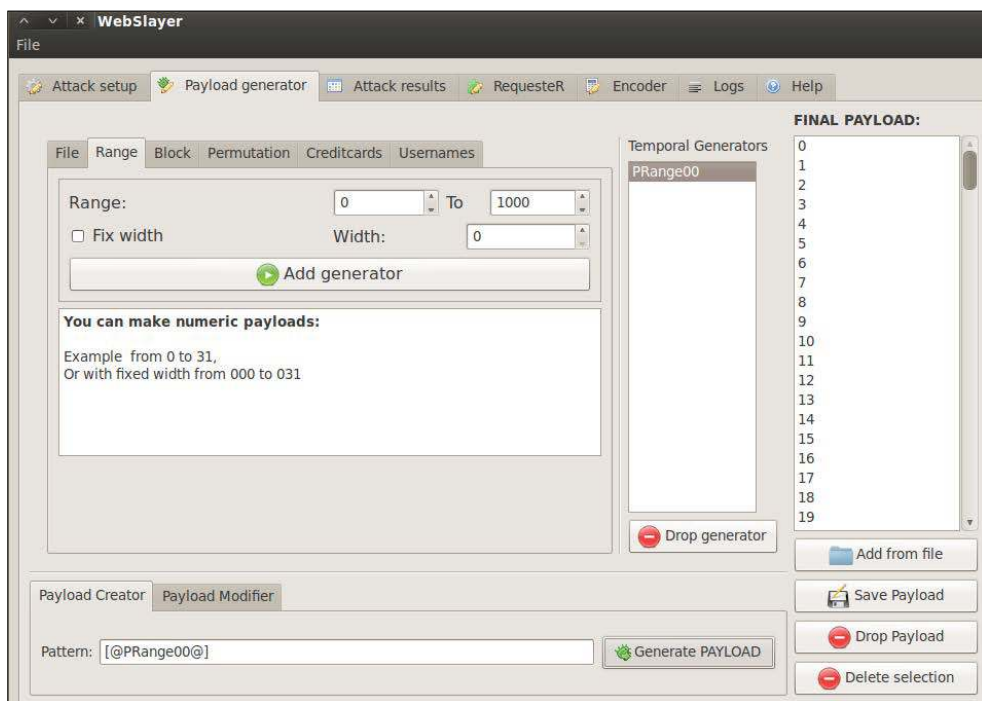 WebSlayer
File
Attack setup Payload generator Attack results RequesteR Encoder Logs Help
FINAL PAYLOAD:
File Range Block Permutation Creditcards Usernames
Range: 0 To 1000
Fix width Width: 0
Add generator
You can make numeric payloads:
Example from 0 to 31,
Or with fixed width from 000 to 031
Temporal Generators
PRange00
Drop generator
0
1
2
3
4
5
6
7
8
9
10
11
12
13
14
15
16
17
18
19
Add from file
Save Payload
Drop Payload
Delete selection
Payload Creator Payload Modifier
Pattern: [@PRange00@] Generate PAYLOAD